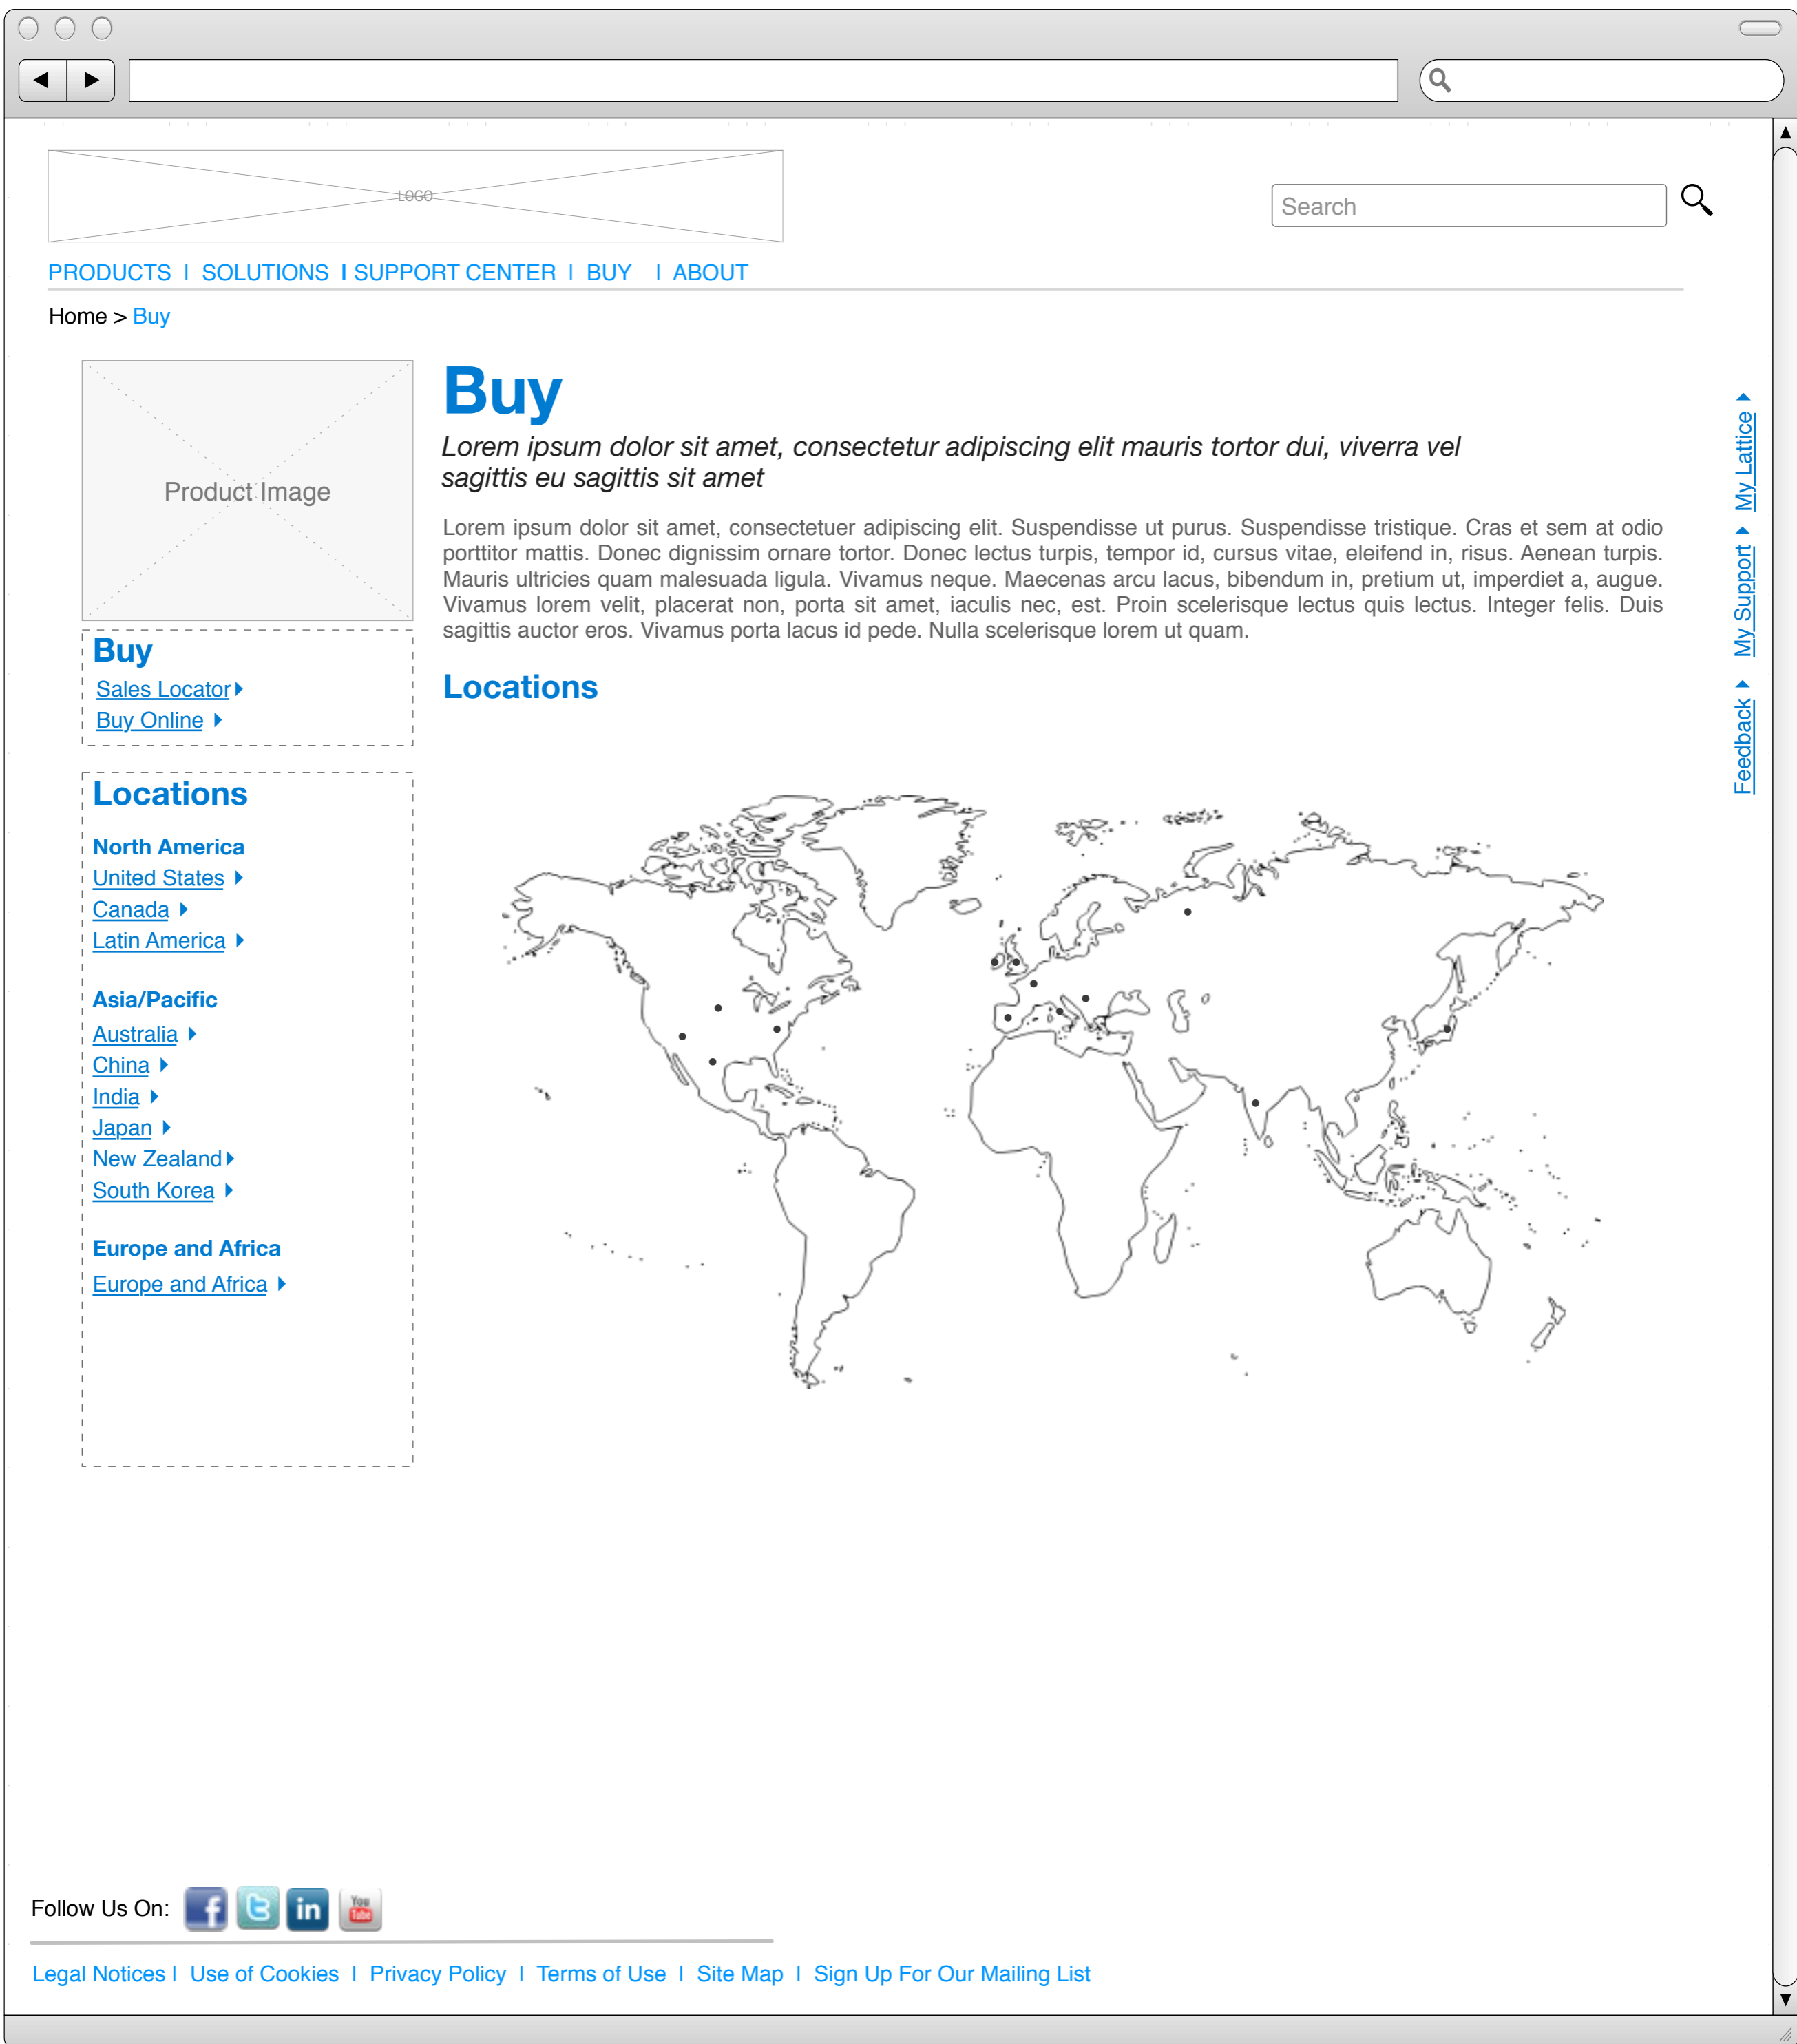 LOGO
Search
PRODUCTS | SOLUTIONS | SUPPORT CENTER | BUY | ABOUT
Home > Buy
Product Image
Buy
Sales Locator
Buy Online
Locations
North America
United States
Canada
Latin America
Asia/Pacific
Australia
China
India
Japan
New Zealand
South Korea
Europe and Africa
Europe and Africa
Buy
Lorem ipsum dolor sit amet, consectetur adipiscing elit mauris tortor dui, viverra vel
sagittis eu sagittis sit amet
Lorem ipsum dolor sit amet, consectetuer adipiscing elit. Suspendisse ut purus. Suspendisse tristique. Cras et sem at odio
porttitor mattis. Donec dignissim ornare tortor. Donec lectus turpis, tempor id, cursus vitae, eleifend in, risus. Aenean turpis.
Mauris ultricies quam malesuada ligula. Vivamus neque. Maecenas arcu lacus, bibendum in, pretium ut, imperdiet a, augue.
Vivamus lorem velit, placerat non, porta sit amet, iaculis nec, est. Proin scelerisque lectus quis lectus. Integer felis. Duis
sagittis auctor eros. Vivamus porta lacus id pede. Nulla scelerisque lorem ut quam.
Locations
My Lattice
My Support
Feedback
Follow Us On:
f
t
in
You Tube
Legal Notices | Use of Cookies | Privacy Policy | Terms of Use | Site Map | Sign Up For Our Mailing List